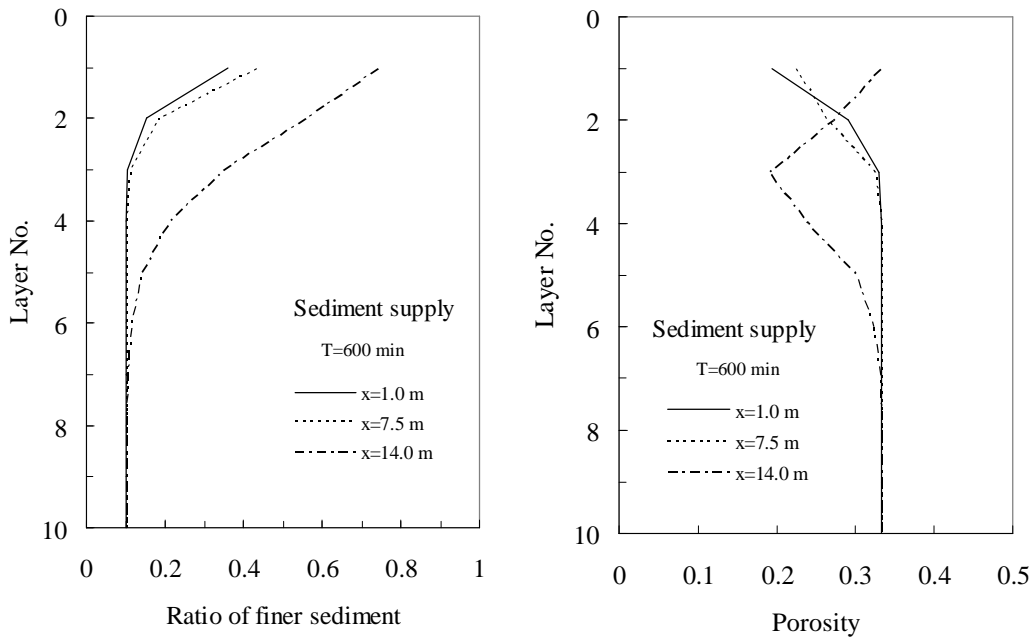 0
2
4
6
8
10
Layer No.
Sediment supply
T=600 min
x=1.0 m
x=7.5 m
x=14.0 m
0 0.2 0.4 0.6 0.8 1
Ratio of finer sediment
0
2
4
6
8
10
Layer No.
Sediment supply
T=600 min
x=1.0 m
x=7.5 m
x=14.0 m
0 0.1 0.2 0.3 0.4 0.5
Porosity